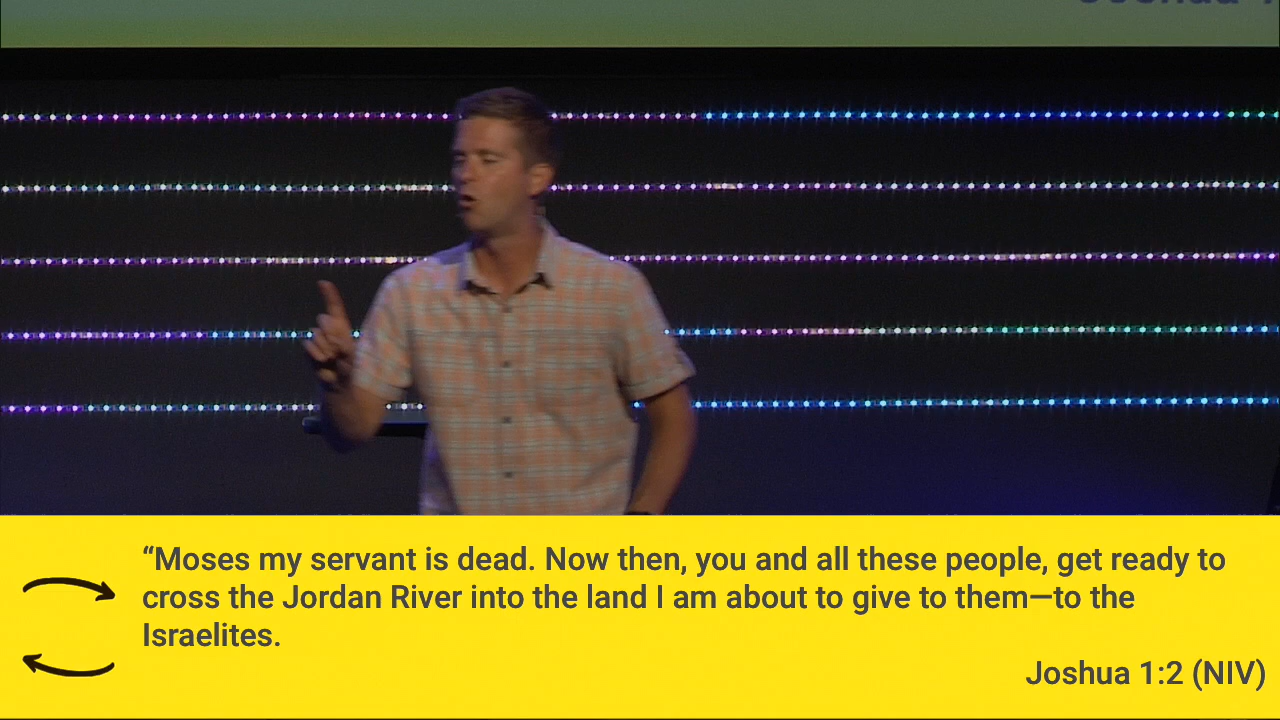 “Moses my servant is dead. Now then, you and all these people, get ready to
cross the Jordan River into the land I am about to give to them—to the
Israelites.
Joshua 1:2 (NIV)